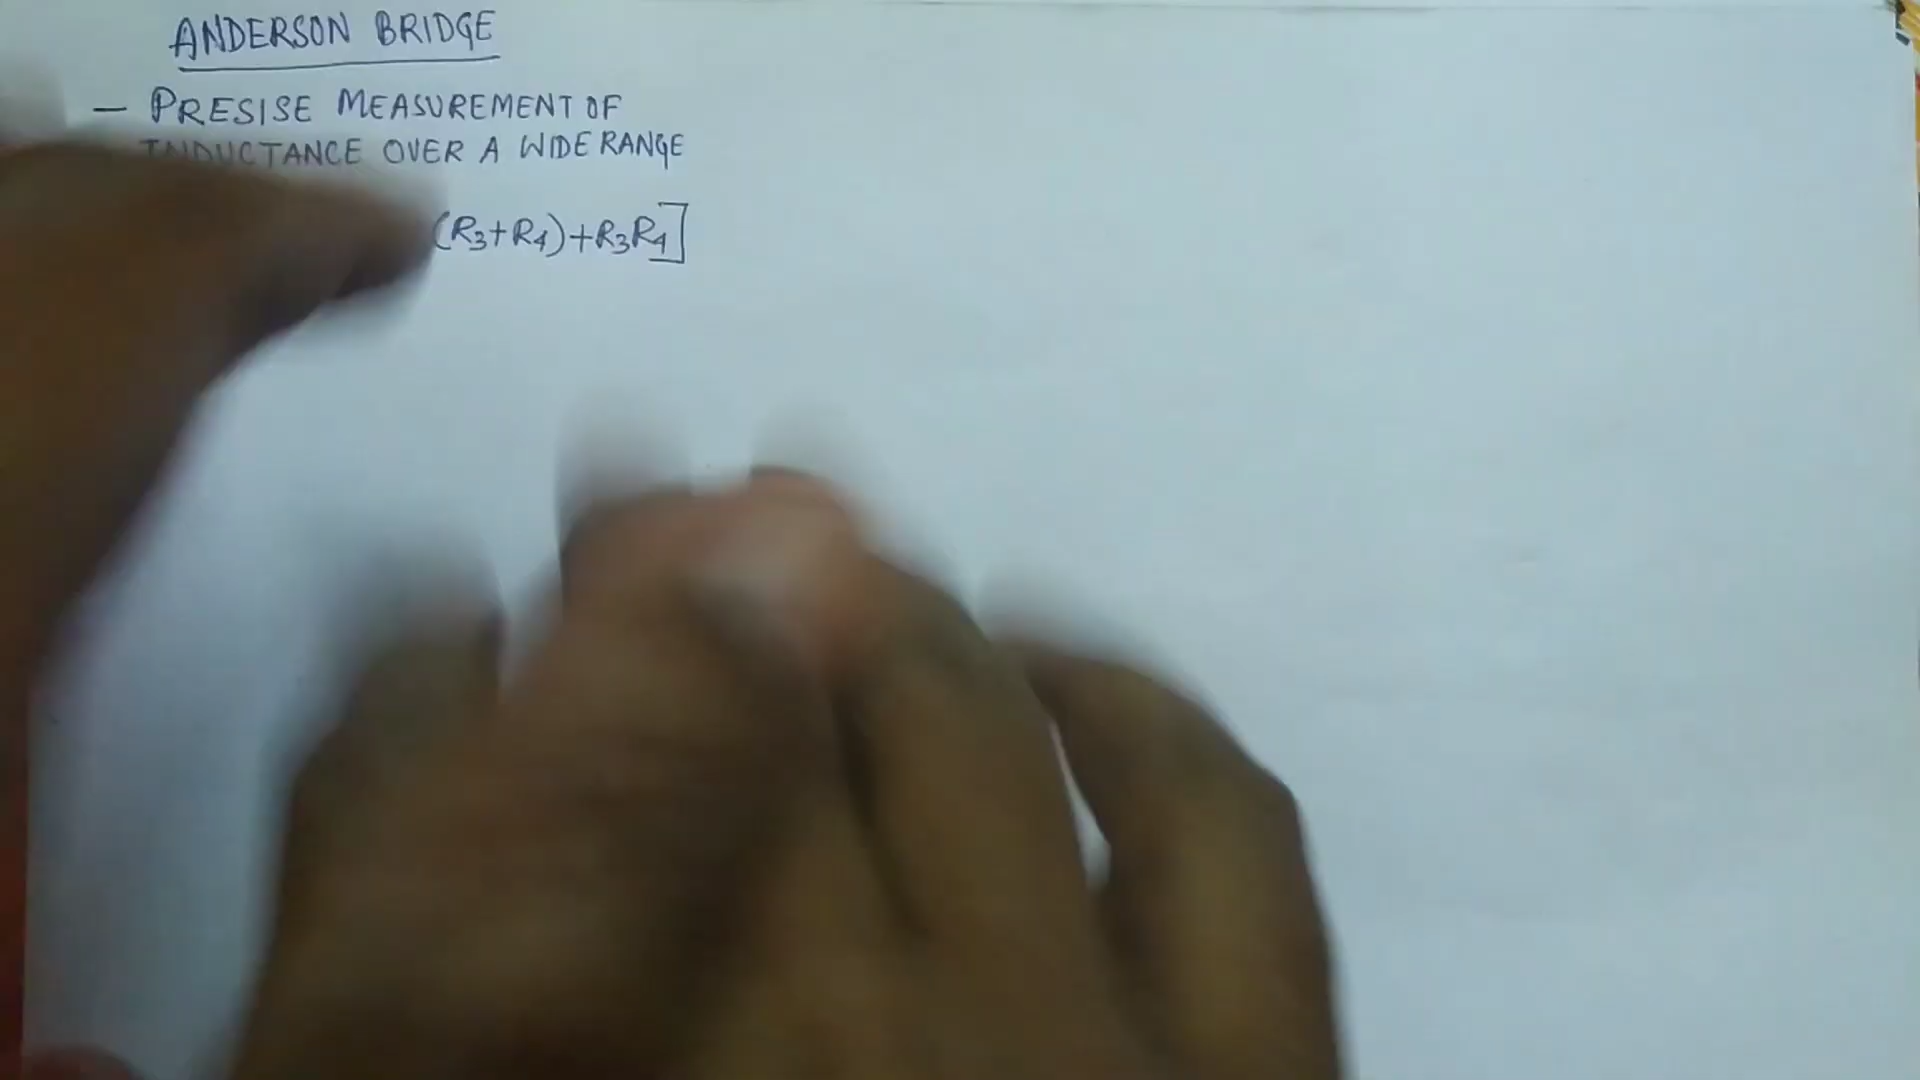 ANDERSON BRIDGE
— PRESISE MEASUREMENT OF
INDUCTANCE OVER A WIDE RANGE
(R3+R4)+R3R4]